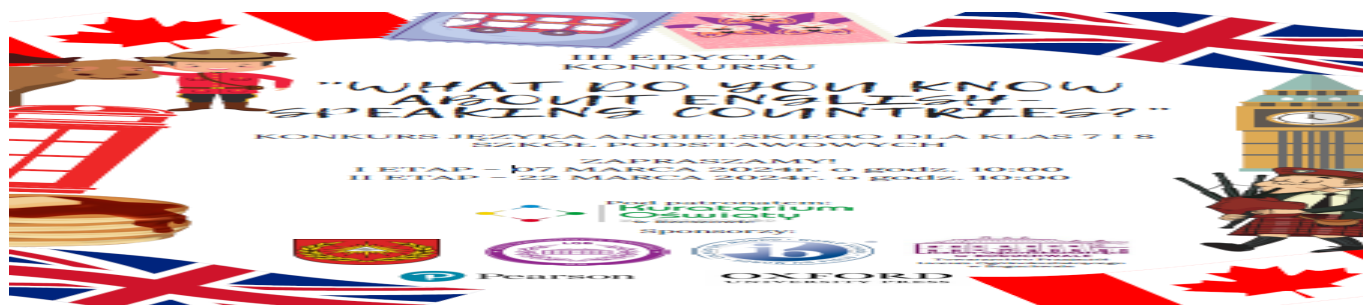 III EDYCJA
KONKURSU
"WHAT DO YOU KNOW
ABOUT ENGLISH-
SPEAKING COUNTRIES?"
KONKURS JĘZYKA ANGIELSKIEGO DLA KLAS 7 I 8
SZKÓŁ PODSTAWOWYCH
ZAPRASZAMY!
I ETAP – 07 MARCA 2024r. o godz. 10:00
II ETAP – 22 MARCA 2024r. o godz. 10:00
Pod patronatem:
Kuratorium
Oświaty
w Rzeszowie
Sponsorzy:
Pearson
OXFORD
UNIVERSITY PRESS